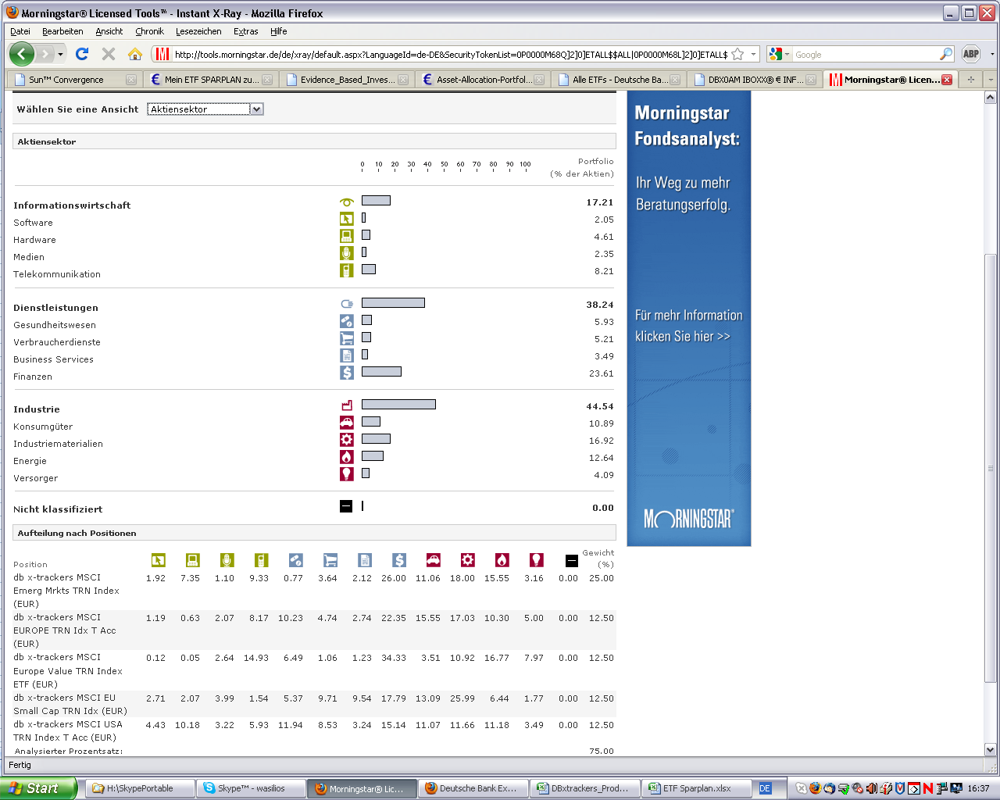 Morningstar® Licensed Tools™ - Instant X-Ray - Mozilla Firefox
Datei Bearbeiten Ansicht Chronik Lesezeichen Extras Hilfe
http://tools.morningstar.de/de/xray/default.aspx?LanguageId=de-DE&SecurityTokenList=0P0000M68Q]2]0]ETALL$$ALL|0P0000M68L]2]0]ETALL$ Google ABP
Sun™ Convergence Mein ETF SPARPLAN zu... Evidence_Based_Inves... Asset-Allocation-Portfol... Alle ETFs - Deutsche Ba... DBX0AM IBOXX® € INF... Morningstar® Licen...
Wählen Sie eine Ansicht Aktiensektor
Aktiensektor
0 10 20 30 40 50 60 70 80 90 100 Portfolio
(% der Aktien)
Informationswirtschaft 17.21
Software 2.05
Hardware 4.61
Medien 2.35
Telekommunikation 8.21
Dienstleistungen 38.24
Gesundheitswesen 5.93
Verbraucherdienste 5.21
Business Services 3.49
Finanzen 23.61
Industrie 44.54
Konsumgüter 10.89
Industriematerialien 16.92
Energie 12.64
Versorger 4.09
Nicht klassifiziert 0.00
Aufteilung nach Positionen
Position Gewicht
(%)
db x-trackers MSCI 1.92 7.35 1.10 9.33 0.77 3.64 2.12 26.00 11.06 18.00 15.55 3.16 0.00 25.00
Emerg Mrkts TRN Index
(EUR)
db x-trackers MSCI 1.19 0.63 2.07 8.17 10.23 4.74 2.74 22.35 15.55 17.03 10.30 5.00 0.00 12.50
EUROPE TRN Idx T Acc
(EUR)
db x-trackers MSCI 0.12 0.05 2.64 14.93 6.49 1.06 1.23 34.33 3.51 10.92 16.77 7.97 0.00 12.50
Europe Value TRN Index
ETF (EUR)
db x-trackers MSCI EU 2.71 2.07 3.99 1.54 5.37 9.71 9.54 17.79 13.09 25.99 6.44 1.77 0.00 12.50
Small Cap TRN Idx (EUR)
db x-trackers MSCI USA 4.43 10.18 3.22 5.93 11.94 8.53 3.24 15.14 11.07 11.66 11.18 3.49 0.00 12.50
TRN Index T Acc (EUR)
Analysierter Prozentsatz: 75.00
Morningstar
Fondsanalyst:
Ihr Weg zu mehr
Beratungserfolg.
Für mehr Information
klicken Sie hier >>
MORNINGSTAR®
Fertig
Start H:\SkypePortable Skype™ - wasilios Morningstar® Lic... Deutsche Bank Ex... DBxtrackers_Prod... ETF Sparplan.xlsx DE 16:37